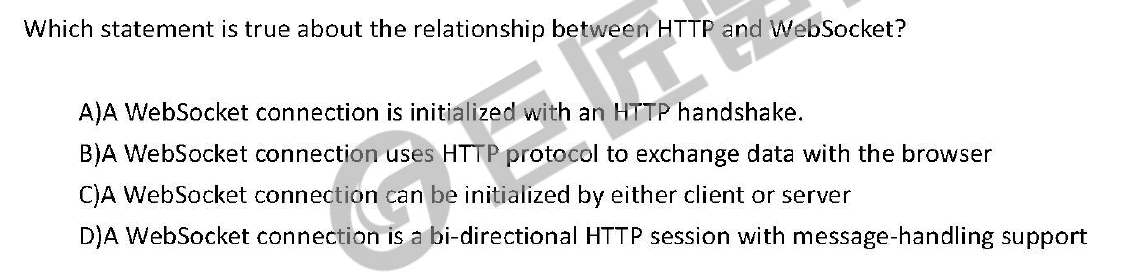 Which statement is true about the relationship between HTTP and WebSocket?
A)A WebSocket connection is initialized with an HTTP handshake.
B)A WebSocket connection uses HTTP protocol to exchange data with the browser
C)A WebSocket connection can be initialized by either client or server
D)A WebSocket connection is a bi-directional HTTP session with message-handling support
巨匠